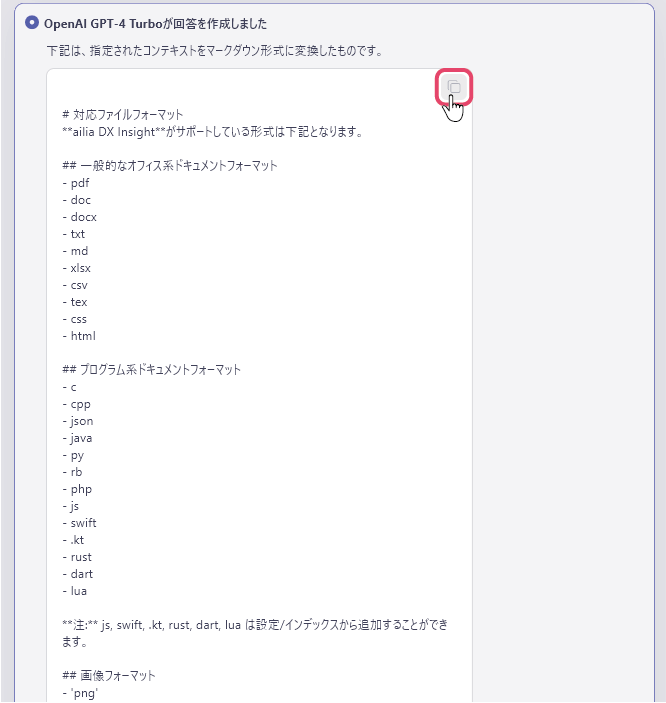 OpenAI GPT-4 Turboが回答を作成しました
下記は、指定されたコンテキストをマークダウン形式に変換したものです。
# 対応ファイルフォーマット
**ailia DX Insight**がサポートしている形式は下記となります。
## 一般的なオフィス系ドキュメントフォーマット
- pdf
- doc
- docx
- txt
- md
- xlsx
- csv
- tex
- css
- html
## プログラム系ドキュメントフォーマット
- c
- cpp
- json
- java
- py
- rb
- php
- js
- swift
- .kt
- rust
- dart
- lua
**注:** js, swift, .kt, rust, dart, lua は設定/インデックスから追加することができ
ます。
## 画像フォーマット
- 'png'